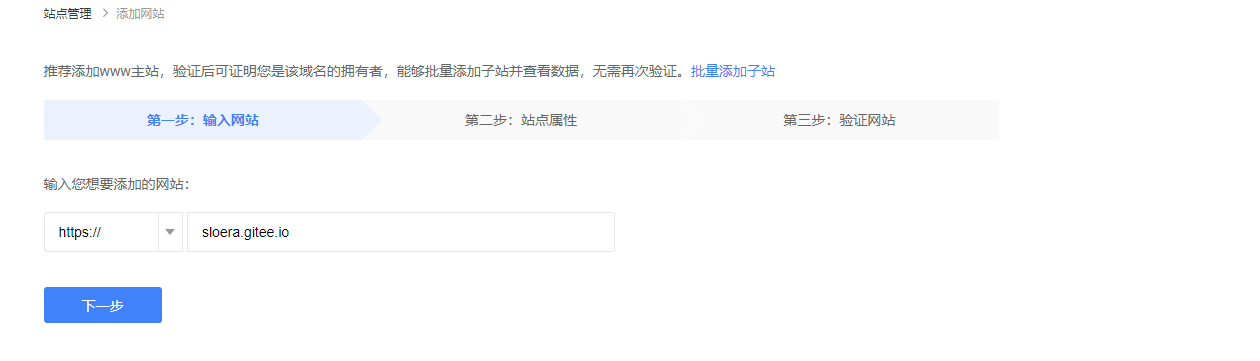 站点管理 > 添加网站
推荐添加www主站，验证后可证明您是该域名的拥有者，能够批量添加子站并查看数据，无需再次验证。批量添加子站
第一步：输入网站 第二步：站点属性 第三步：验证网站
输入您想要添加的网站：
https:// sloera.gitee.io
下一步